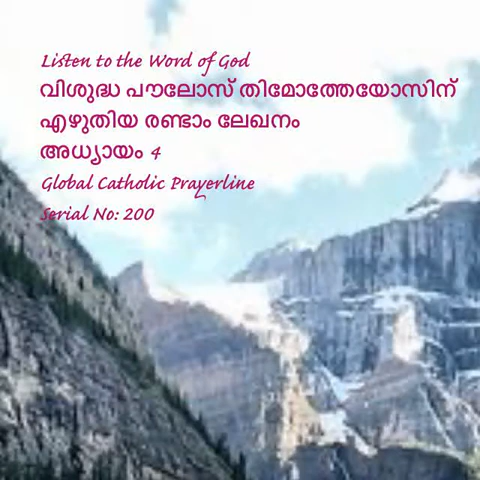 Listen to the Word of God
വിശുദ്ധ പൗലോസ് തിമോത്തേയോസിന്
എഴുതിയ രണ്ടാം ലേഖനം
അധ്യായം 4
Global Catholic Prayerline
Serial No: 200